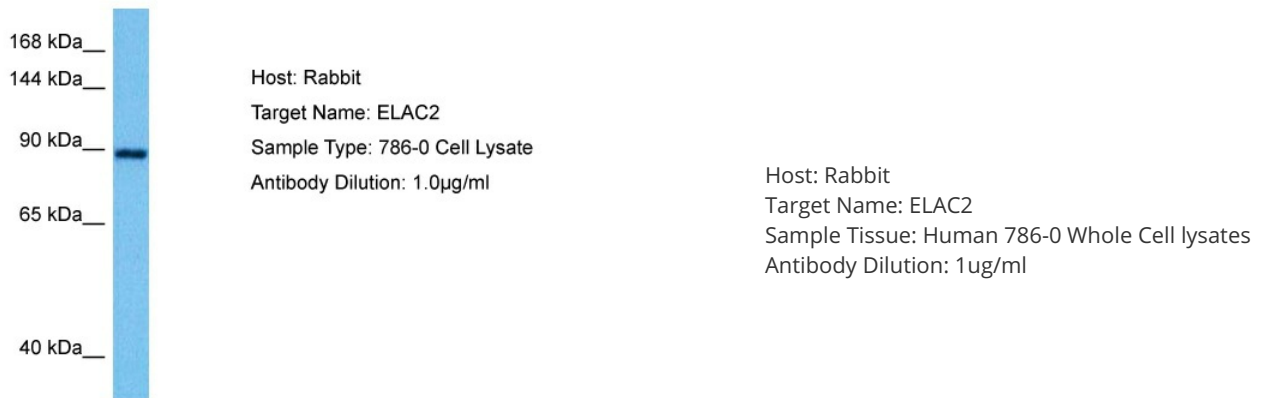 168 kDa__
144 kDa__
90 kDa__
65 kDa__
40 kDa__
Host: Rabbit
Target Name: ELAC2
Sample Type: 786-0 Cell Lysate
Antibody Dilution: 1.0µg/ml
Host: Rabbit
Target Name: ELAC2
Sample Tissue: Human 786-0 Whole Cell lysates
Antibody Dilution: 1ug/ml